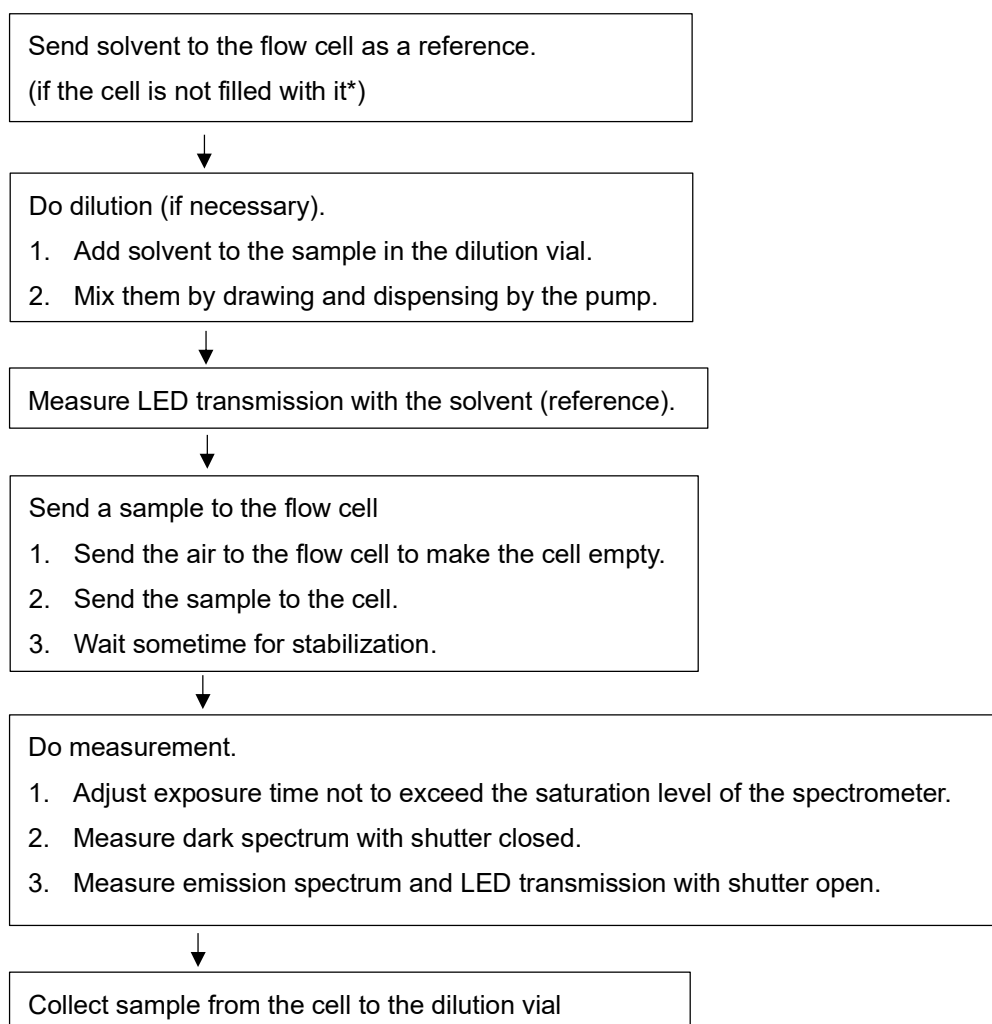 Send solvent to the flow cell as a reference.
(if the cell is not filled with it*)
Do dilution (if necessary).
1. Add solvent to the sample in the dilution vial.
2. Mix them by drawing and dispensing by the pump.
Measure LED transmission with the solvent (reference).
Send a sample to the flow cell
1. Send the air to the flow cell to make the cell empty.
2. Send the sample to the cell.
3. Wait sometime for stabilization.
Do measurement.
1. Adjust exposure time not to exceed the saturation level of the spectrometer.
2. Measure dark spectrum with shutter closed.
3. Measure emission spectrum and LED transmission with shutter open.
Collect sample from the cell to the dilution vial